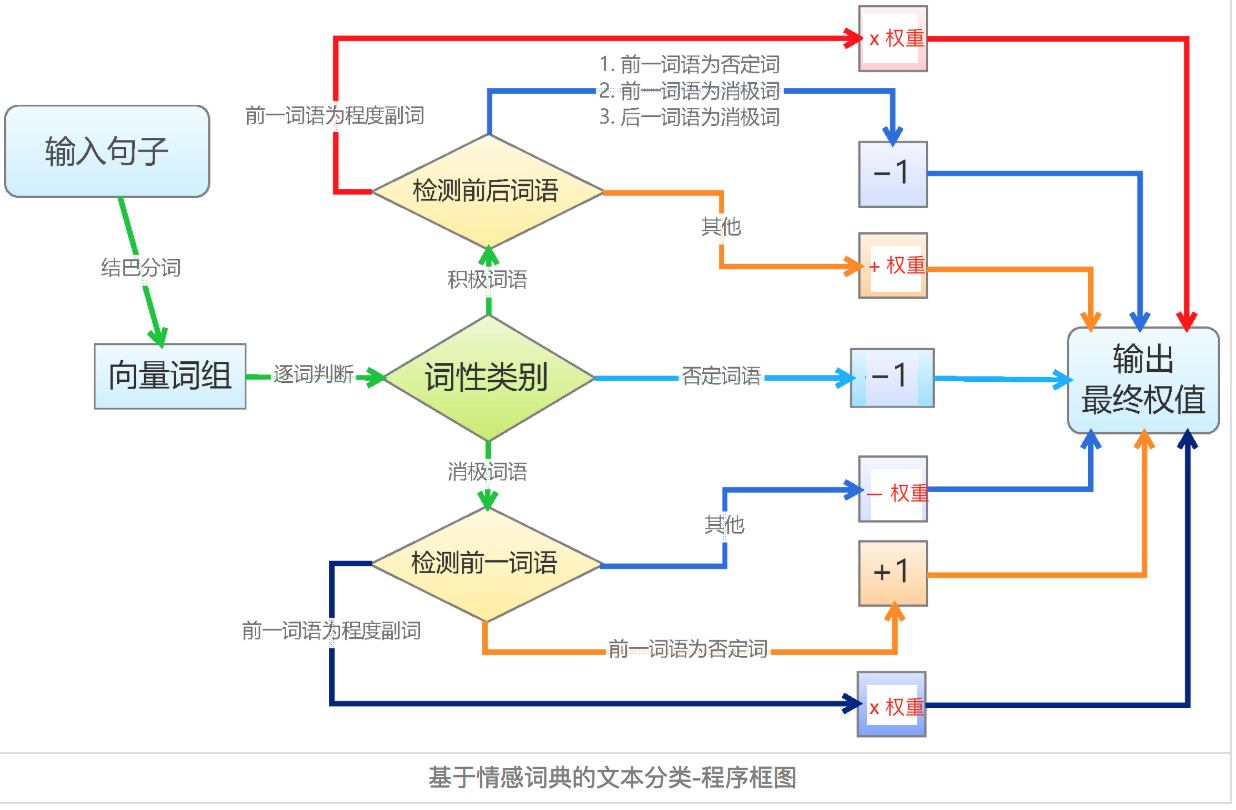 x 权重
1. 前一词语为否定词
2. 前一词语为消极词
3. 后一词语为消极词
前一词语为程度副词
输入句子
检测前后词语
−1
其他
+ 权重
结巴分词
积极词语
向量词组
逐词判断
词性类别
否定词语
−1
输出
最终权值
消极词语
— 权重
其他
检测前一词语
+1
前一词语为程度副词
前一词语为否定词
x 权重
基于情感词典的文本分类-程序框图